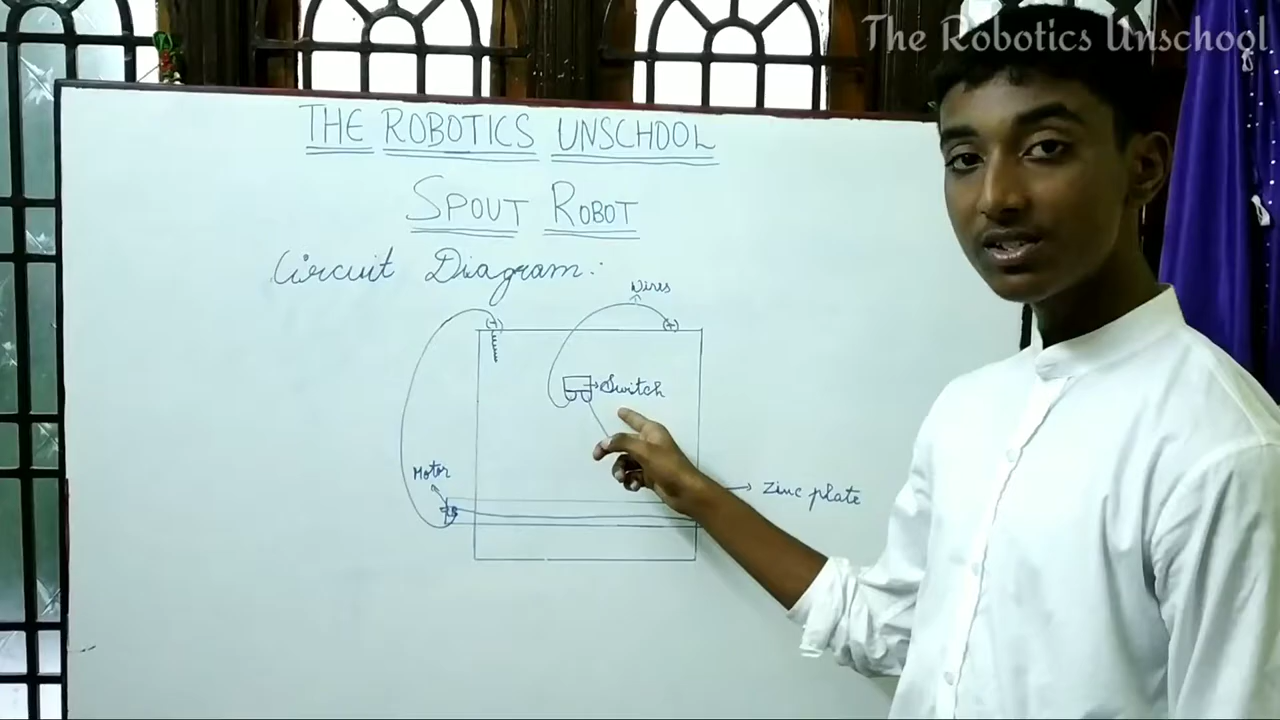 The Robotics Unschool
THE ROBOTICS UNSCHOOL
SPOUT ROBOT
Circuit Diagram:
Wires
Switch
Motor
Zinc plate